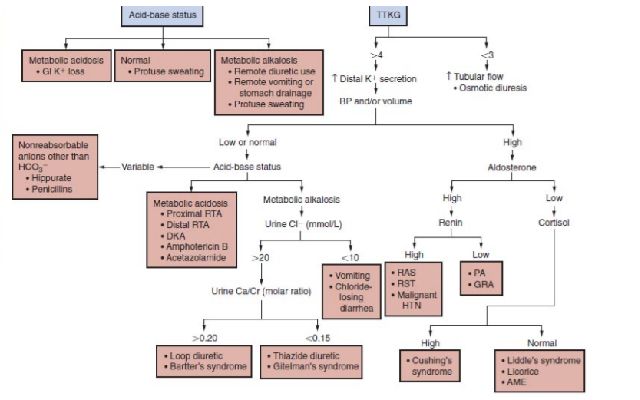 Acid-base status
TTKG
Metabolic acidosis
• GI K+ loss
Normal
• Profuse sweating
Metabolic alkalosis
• Remote diuretic use
• Remote vomiting or
stomach drainage
• Profuse sweating
>4
<3
↑ Distal K+ secretion
↑ Tubular flow
• Osmotic diuresis
BP and/or volume
Low or normal
High
Nonreabsorbable
anions other than
HCO3−
• Hippurate
• Penicillins
Variable
Acid-base status
Aldosterone
Metabolic acidosis
• Proximal RTA
• Distal RTA
• DKA
• Amphotericin B
• Acetazolamide
Metabolic alkalosis
High
Low
Urine Cl− (mmol/L)
Renin
Cortisol
>20
<10
High
Low
• Vomiting
• Chloride-
losing
diarrhea
• RAS
• RST
• Malignant
HTN
• PA
• GRA
Urine Ca/Cr (molar ratio)
>0.20
<0.15
High
Normal
• Loop diuretic
• Bartter's syndrome
• Thiazide diuretic
• Gitelman's syndrome
• Cushing's
syndrome
• Liddle's syndrome
• Licorice
• AME